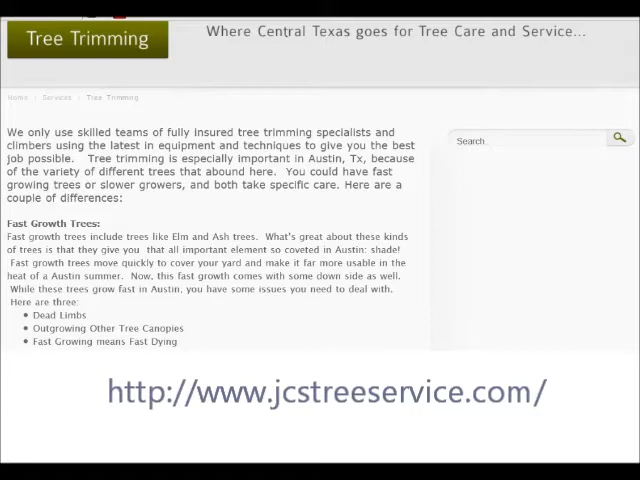 Tree Trimming
Where Central Texas goes for Tree Care and Service...
Home | Services | Tree Trimming
We only use skilled teams of fully insured tree trimming specialists and
climbers using the latest in equipment and techniques to give you the best
job possible. Tree trimming is especially important in Austin, Tx, because
of the variety of different trees that abound here. You could have fast
growing trees or slower growers, and both take specific care. Here are a
couple of differences:
Search..
Fast Growth Trees:
Fast growth trees include trees like Elm and Ash trees. What's great about these kinds
of trees is that they give you that all important element so coveted in Austin: shade!
Fast growth trees move quickly to cover your yard and make it far more usable in the
heat of a Austin summer. Now, this fast growth comes with some down side as well.
While these trees grow fast in Austin, you have some issues you need to deal with.
Here are three:
• Dead Limbs
• Outgrowing Other Tree Canopies
• Fast Growing means Fast Dying
http://www.jcstreeservice.com/